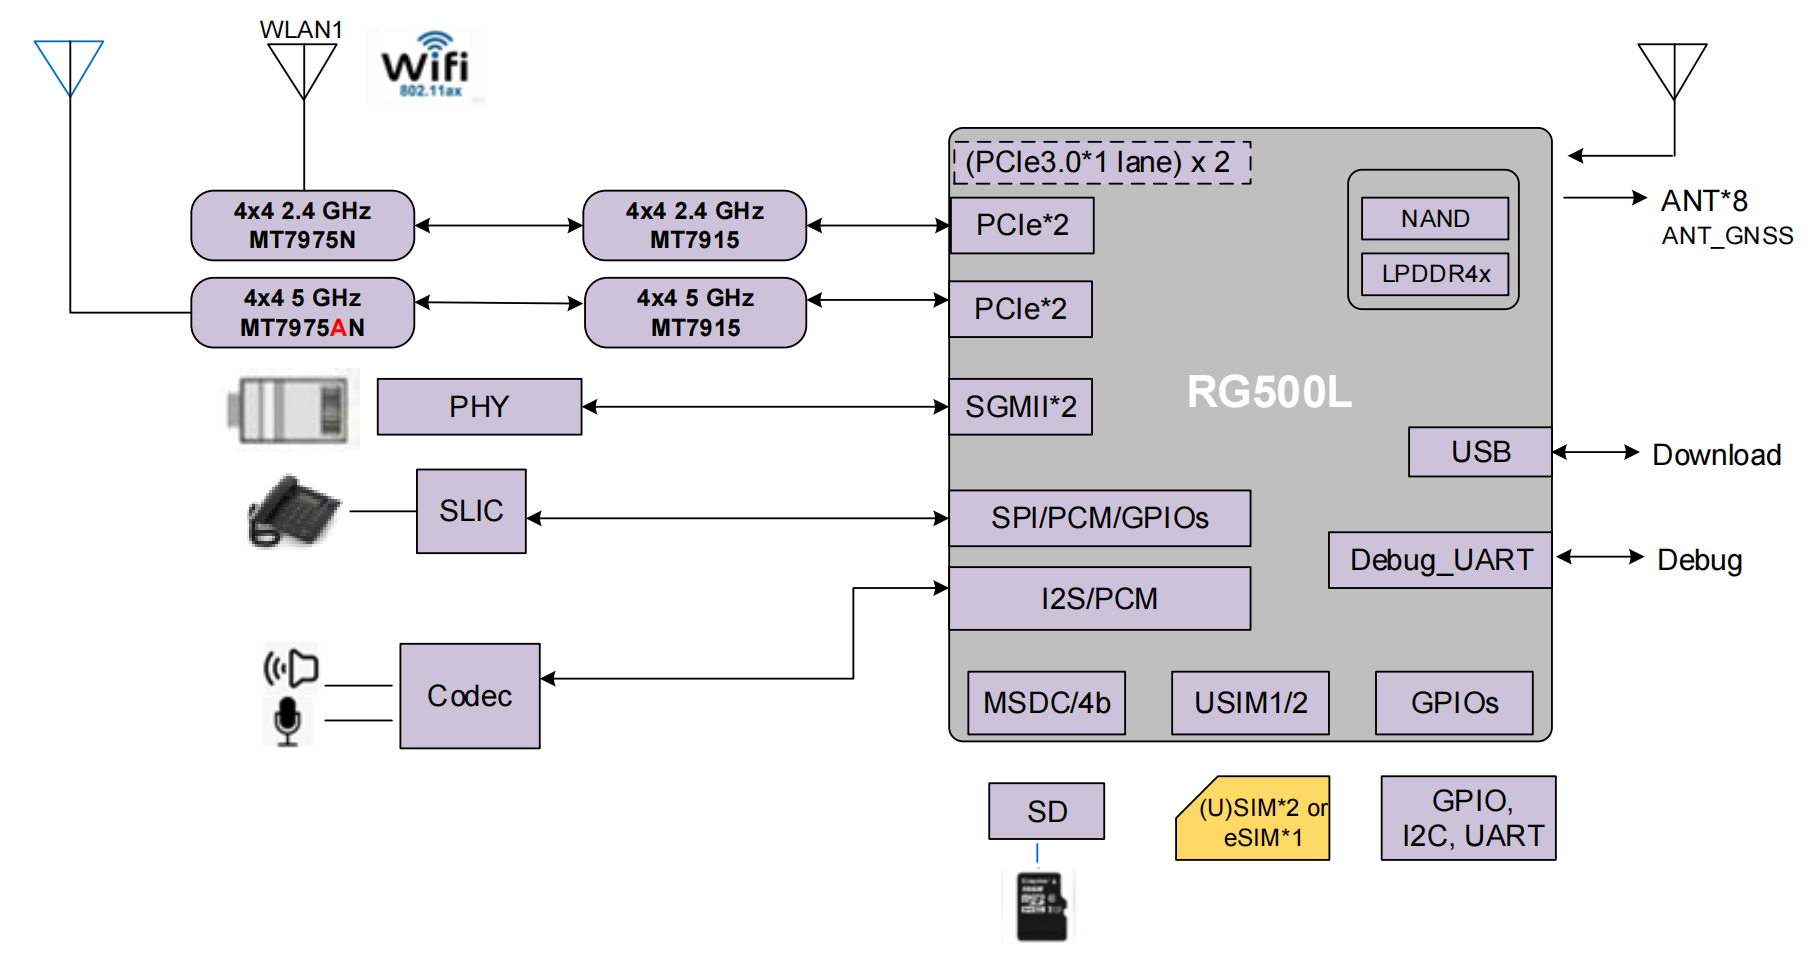 WLAN1
Wifi
802.11ax
(PCIe3.0*1 lane) x 2
4x4 2.4 GHz
MT7975N
4x4 2.4 GHz
MT7915
PCIe*2
NAND
LPDDR4x
ANT*8
ANT_GNSS
4x4 5 GHz
MT7975AN
4x4 5 GHz
MT7915
PCIe*2
RG500L
PHY
SGMII*2
USB
Download
SLIC
SPI/PCM/GPIOs
Debug_UART
Debug
I2S/PCM
Codec
MSDC/4b
USIM1/2
GPIOs
SD
(U)SIM*2 or
eSIM*1
GPIO,
I2C, UART